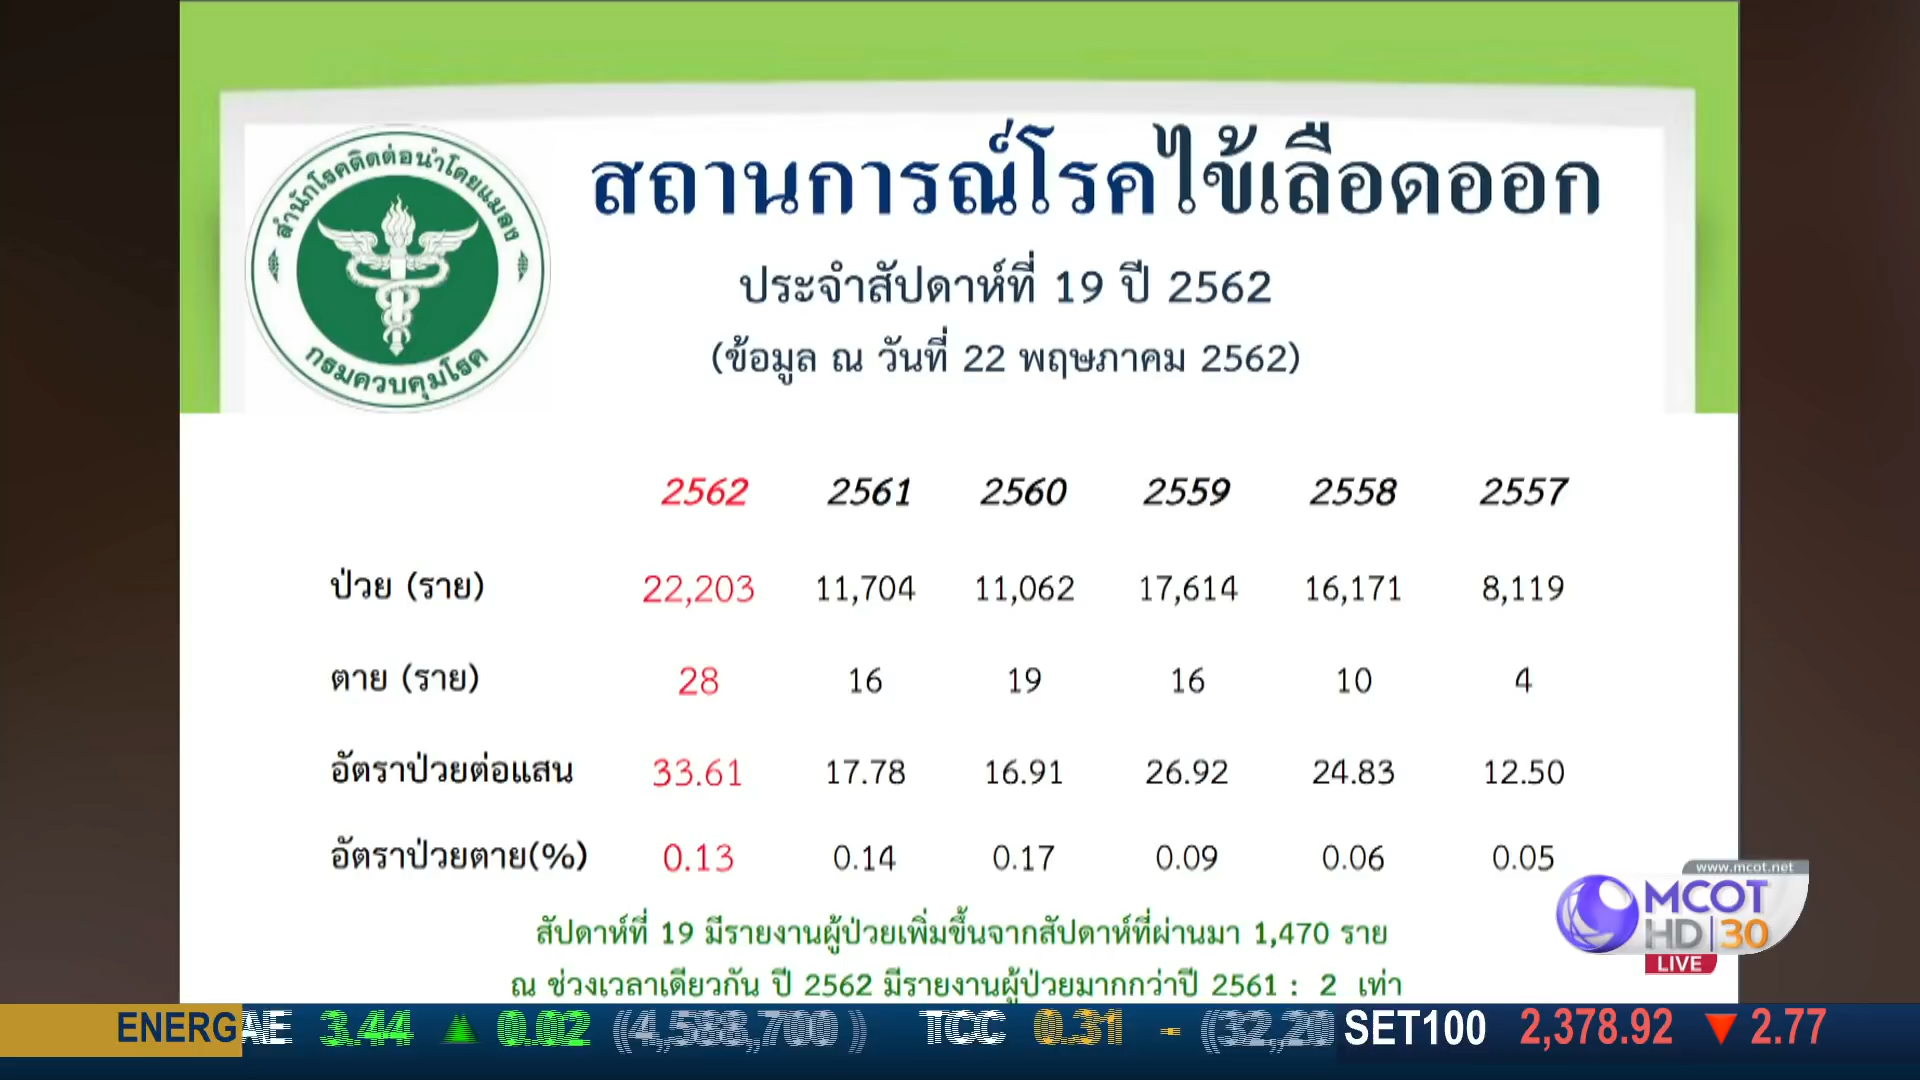 สำนักโรคติดต่อนำโดยแมลง
กรมควบคุมโรค
สถานการณ์โรคไข้เลือดออก
ประจำสัปดาห์ที่ 19 ปี 2562
(ข้อมูล ณ วันที่ 22 พฤษภาคม 2562)
2562 2561 2560 2559 2558 2557
ป่วย (ราย) 22,203 11,704 11,062 17,614 16,171 8,119
ตาย (ราย) 28 16 19 16 10 4
อัตราป่วยต่อแสน 33.61 17.78 16.91 26.92 24.83 12.50
อัตราป่วยตาย(%) 0.13 0.14 0.17 0.09 0.06 0.05
สัปดาห์ที่ 19 มีรายงานผู้ป่วยเพิ่มขึ้นจากสัปดาห์ที่ผ่านมา 1,470 ราย
ณ ช่วงเวลาเดียวกัน ปี 2562 มีรายงานผู้ป่วยมากกว่าปี 2561 : 2 เท่า
www.mcot.net
MCOT
HD 30
LIVE
ENERG AE 3.44 ▲ 0.02 (4,588,700) TCC 0.31 - SET100 2,378.92 ▼ 2.77